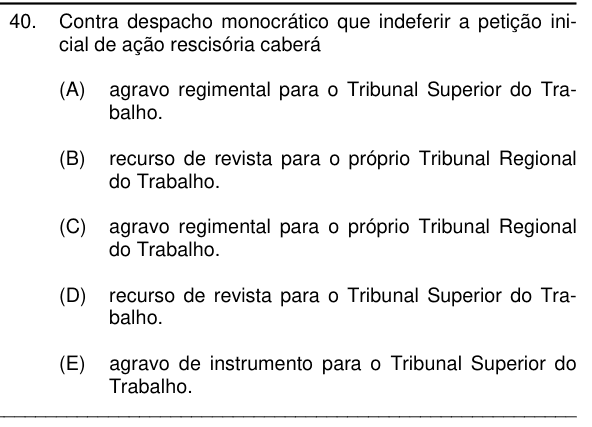 40. Contra despacho monocrático que indeferir a petição ini-
cial de ação rescisória caberá
(A) agravo regimental para o Tribunal Superior do Tra-
balho.
(B) recurso de revista para o próprio Tribunal Regional
do Trabalho.
(C) agravo regimental para o próprio Tribunal Regional
do Trabalho.
(D) recurso de revista para o Tribunal Superior do Tra-
balho.
(E) agravo de instrumento para o Tribunal Superior do
Trabalho.